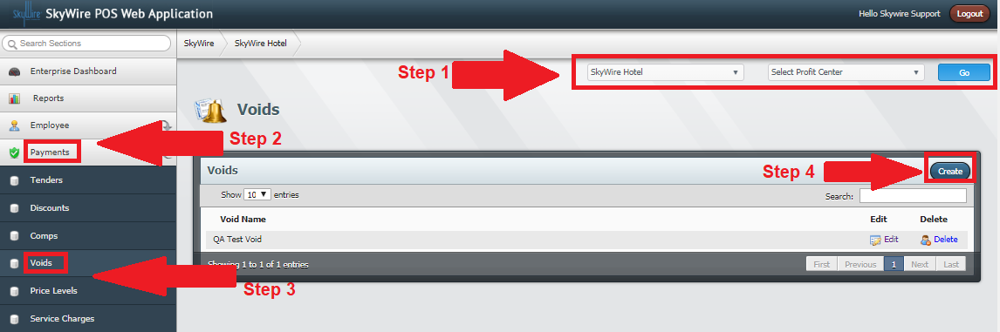 SkyWire SkyWire POS Web Application
Hello Skywire Support Logout
Search Sections
SkyWire SkyWire Hotel
Enterprise Dashboard
Reports
Employee
Payments
Tenders
Discounts
Comps
Voids
Price Levels
Service Charges
Step 1
SkyWire Hotel Select Profit Center Go
Voids
Step 2
Voids
Step 4
Create
Show 10 entries
Search:
Void Name Edit Delete
QA Test Void Edit Delete
Showing 1 to 1 of 1 entries
First Previous 1 Next Last
Step 3